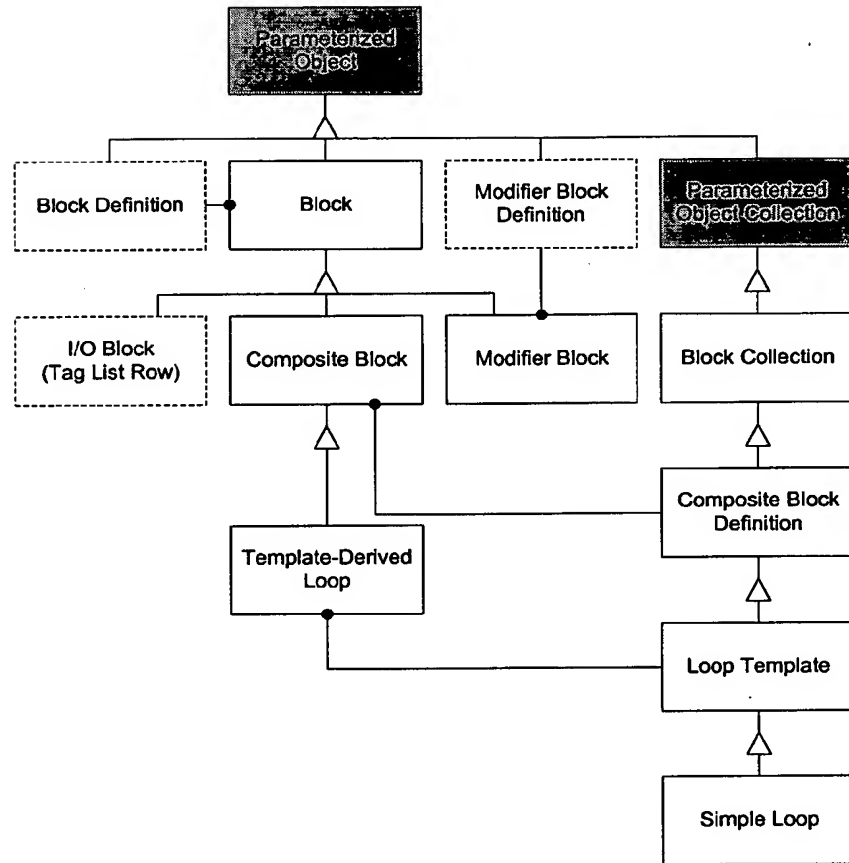 Parameterized
Object
Block Definition
Block
Modifier Block
Definition
Parameterized
Object Collection
I/O Block
(Tag List Row)
Composite Block
Modifier Block
Block Collection
Composite Block
Definition
Template-Derived
Loop
Loop Template
Simple Loop